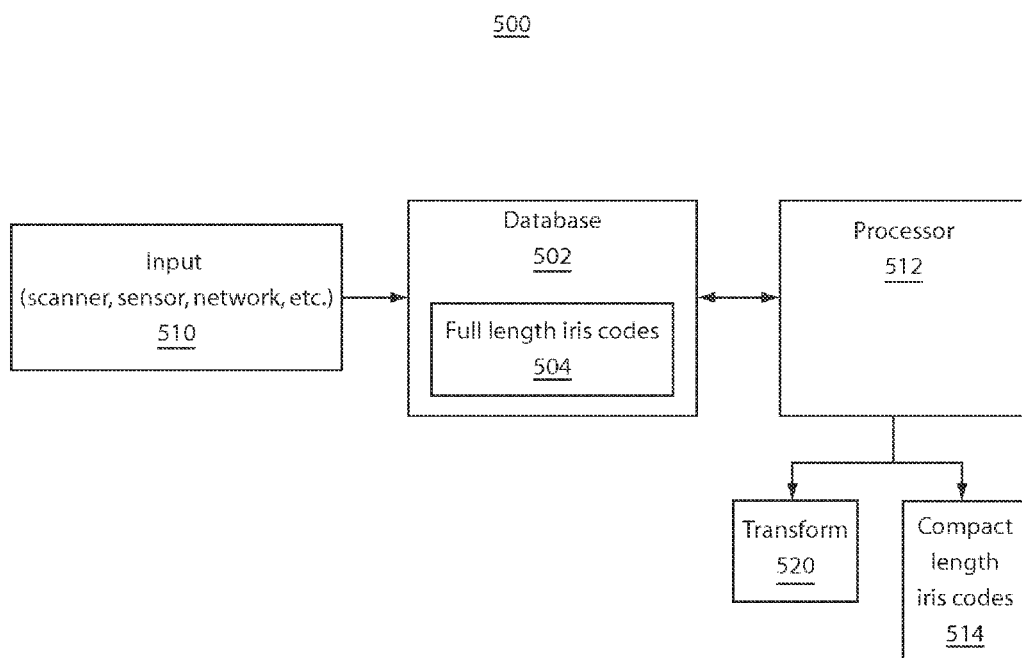 500
Input
(scanner, sensor, network, etc.)
510
Database
502
Full length iris codes
504
Processor
512
Transform
520
Compact
length
iris codes
514